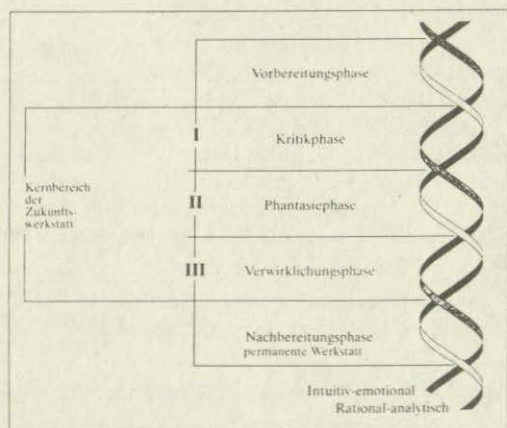 Vorbereitungsphase
I
Kritikphase
Kernbereich
der
Zukunfts-
werkstatt
II
Phantasiephase
III
Verwirklichungsphase
Nachbereitungsphase
permanente Werkstatt
Intuitiv-emotional
Rational-analytisch